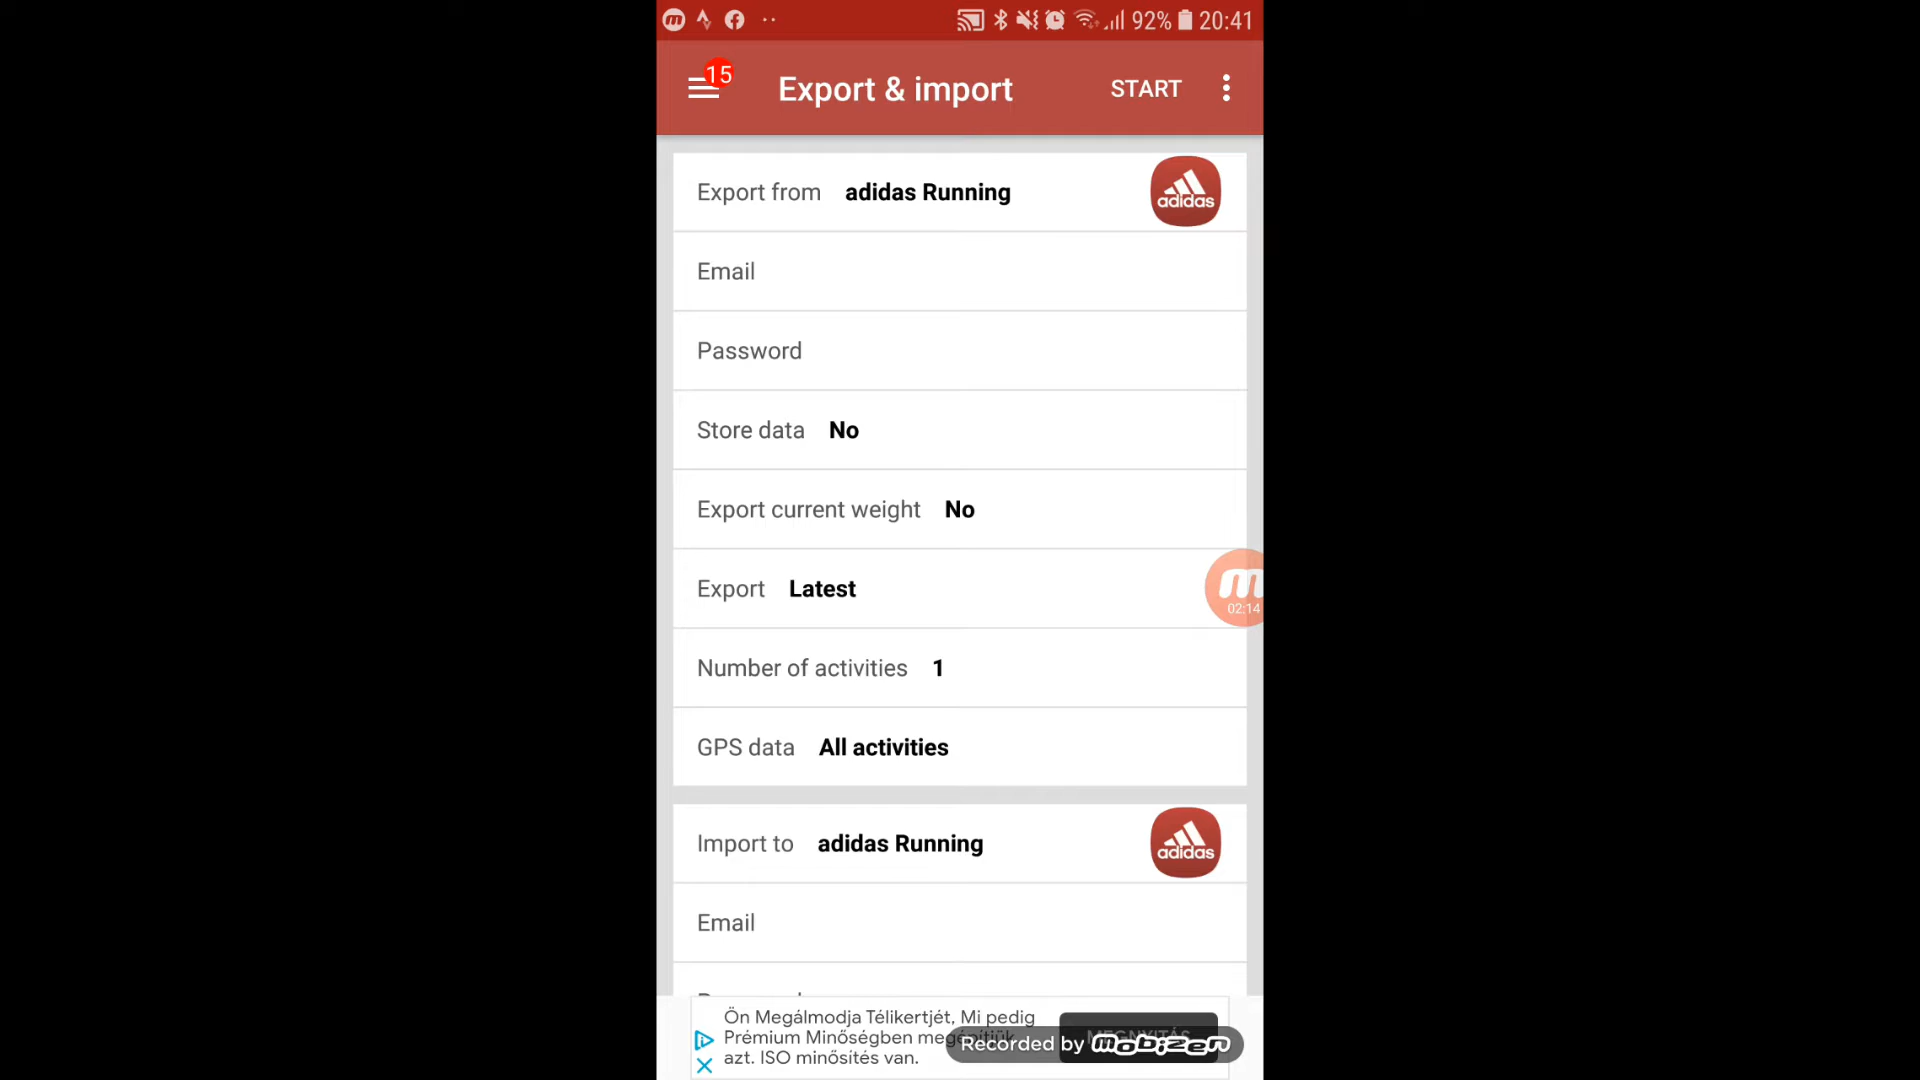 92% 20:41
15
Export & import START
Export from adidas Running
adidas
Email
Password
Store data No
Export current weight No
Export Latest
02:14
Number of activities 1
GPS data All activities
Import to adidas Running
adidas
Email
Ön Megálmodja Télikertjét, Mi pedig
Prémium Minőségben megépítjük
azt. ISO minősítés van.
MEGNYITÁS
Recorded by mobizen